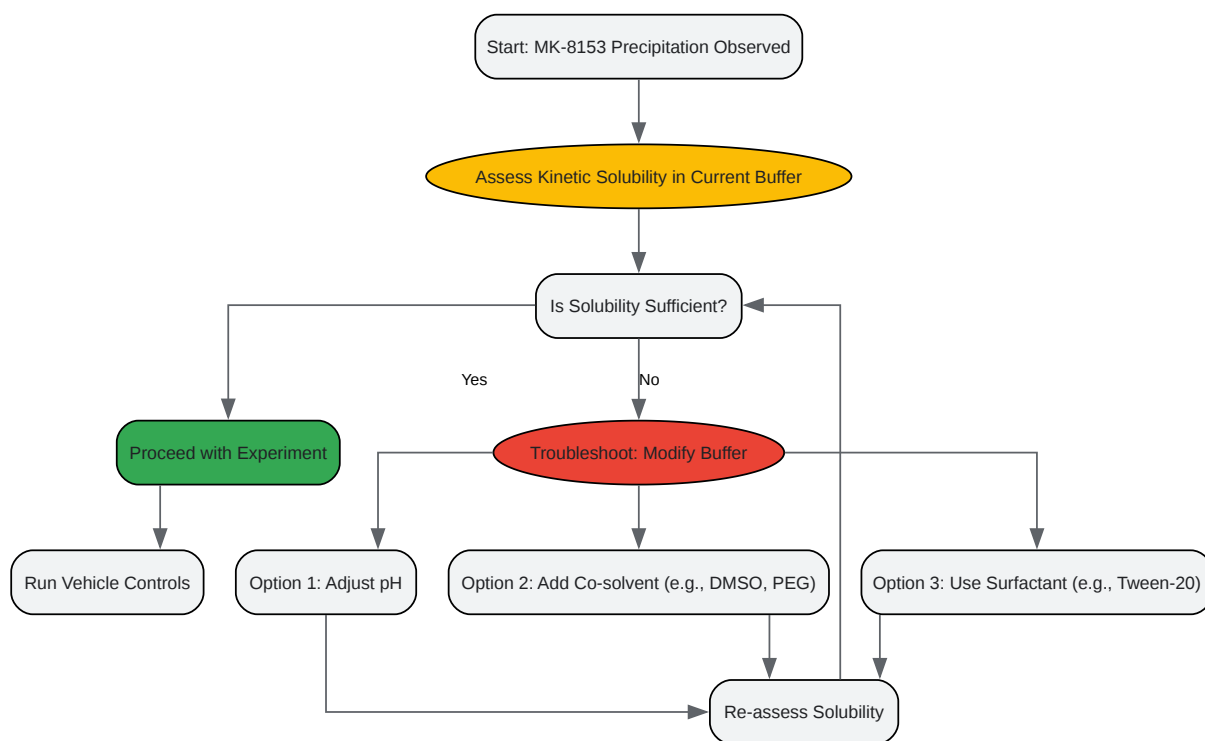 Start: MK-8153 Precipitation Observed
Assess Kinetic Solubility in Current Buffer
Is Solubility Sufficient?
Yes
No
Proceed with Experiment
Troubleshoot: Modify Buffer
Run Vehicle Controls
Option 1: Adjust pH
Option 2: Add Co-solvent (e.g., DMSO, PEG)
Option 3: Use Surfactant (e.g., Tween-20)
Re-assess Solubility